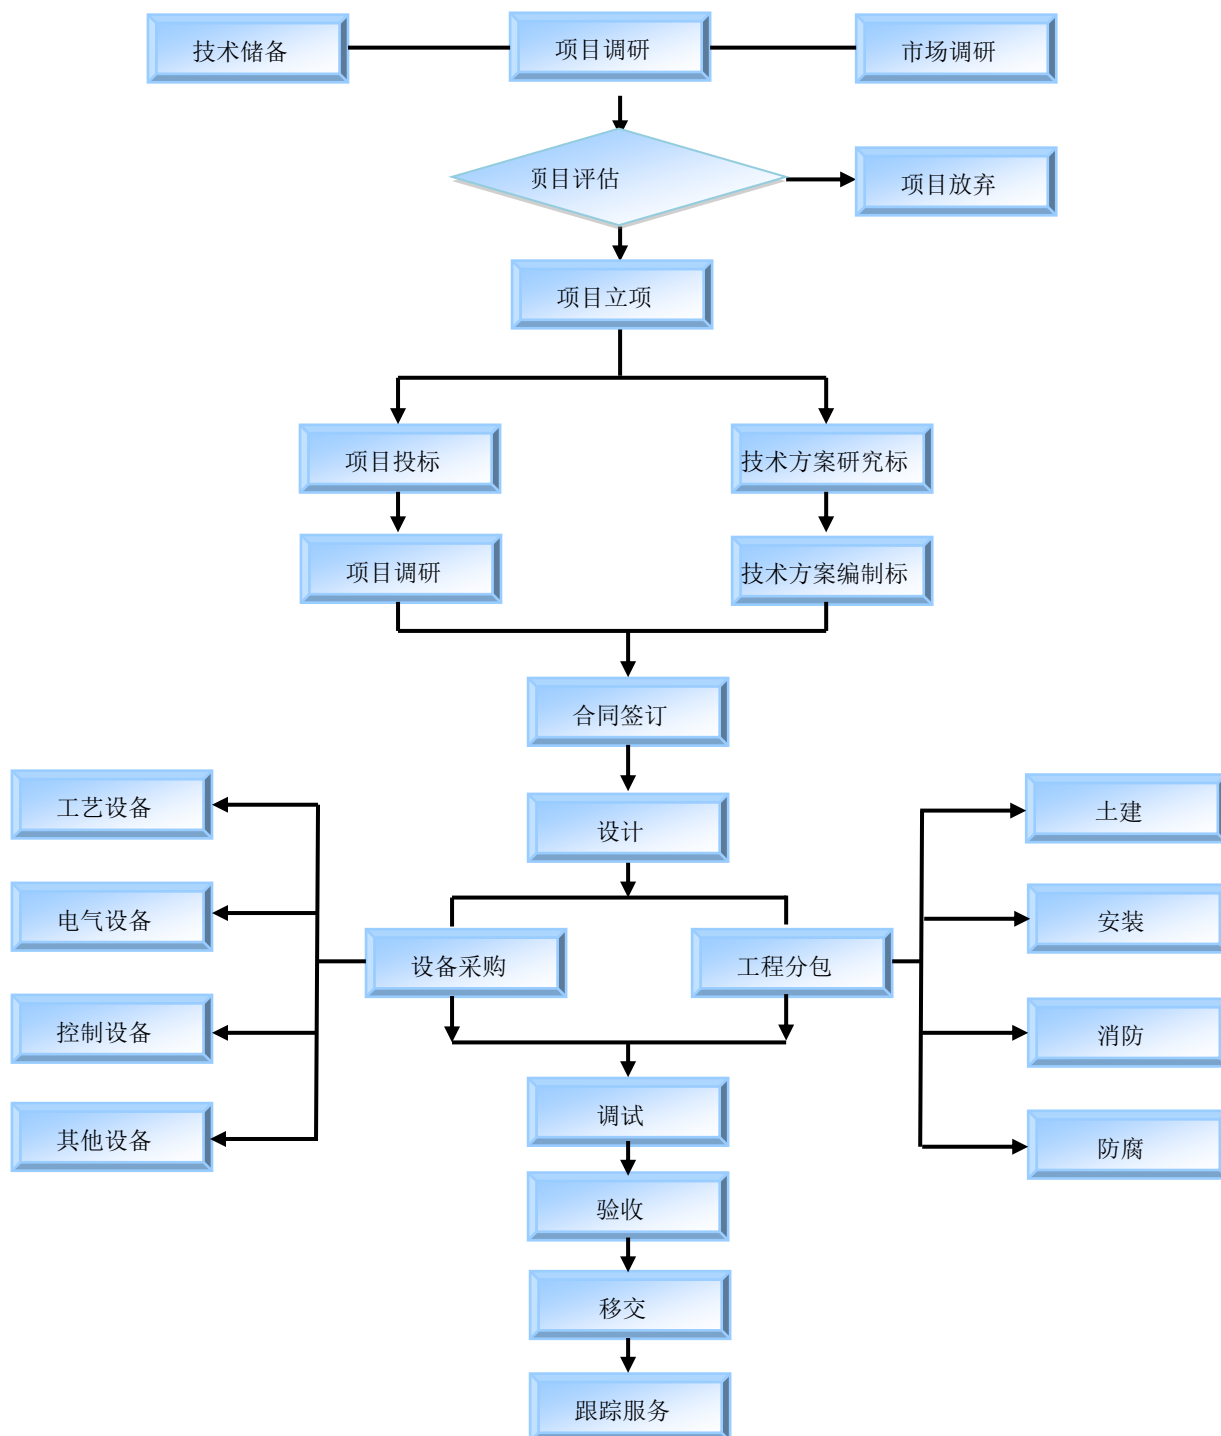 技术储备
项目调研
市场调研
项目评估
项目放弃
项目立项
项目投标
技术方案研究标
项目调研
技术方案编制标
合同签订
工艺设备
设计
土建
电气设备
安装
设备采购
工程分包
控制设备
消防
调试
其他设备
防腐
验收
移交
跟踪服务